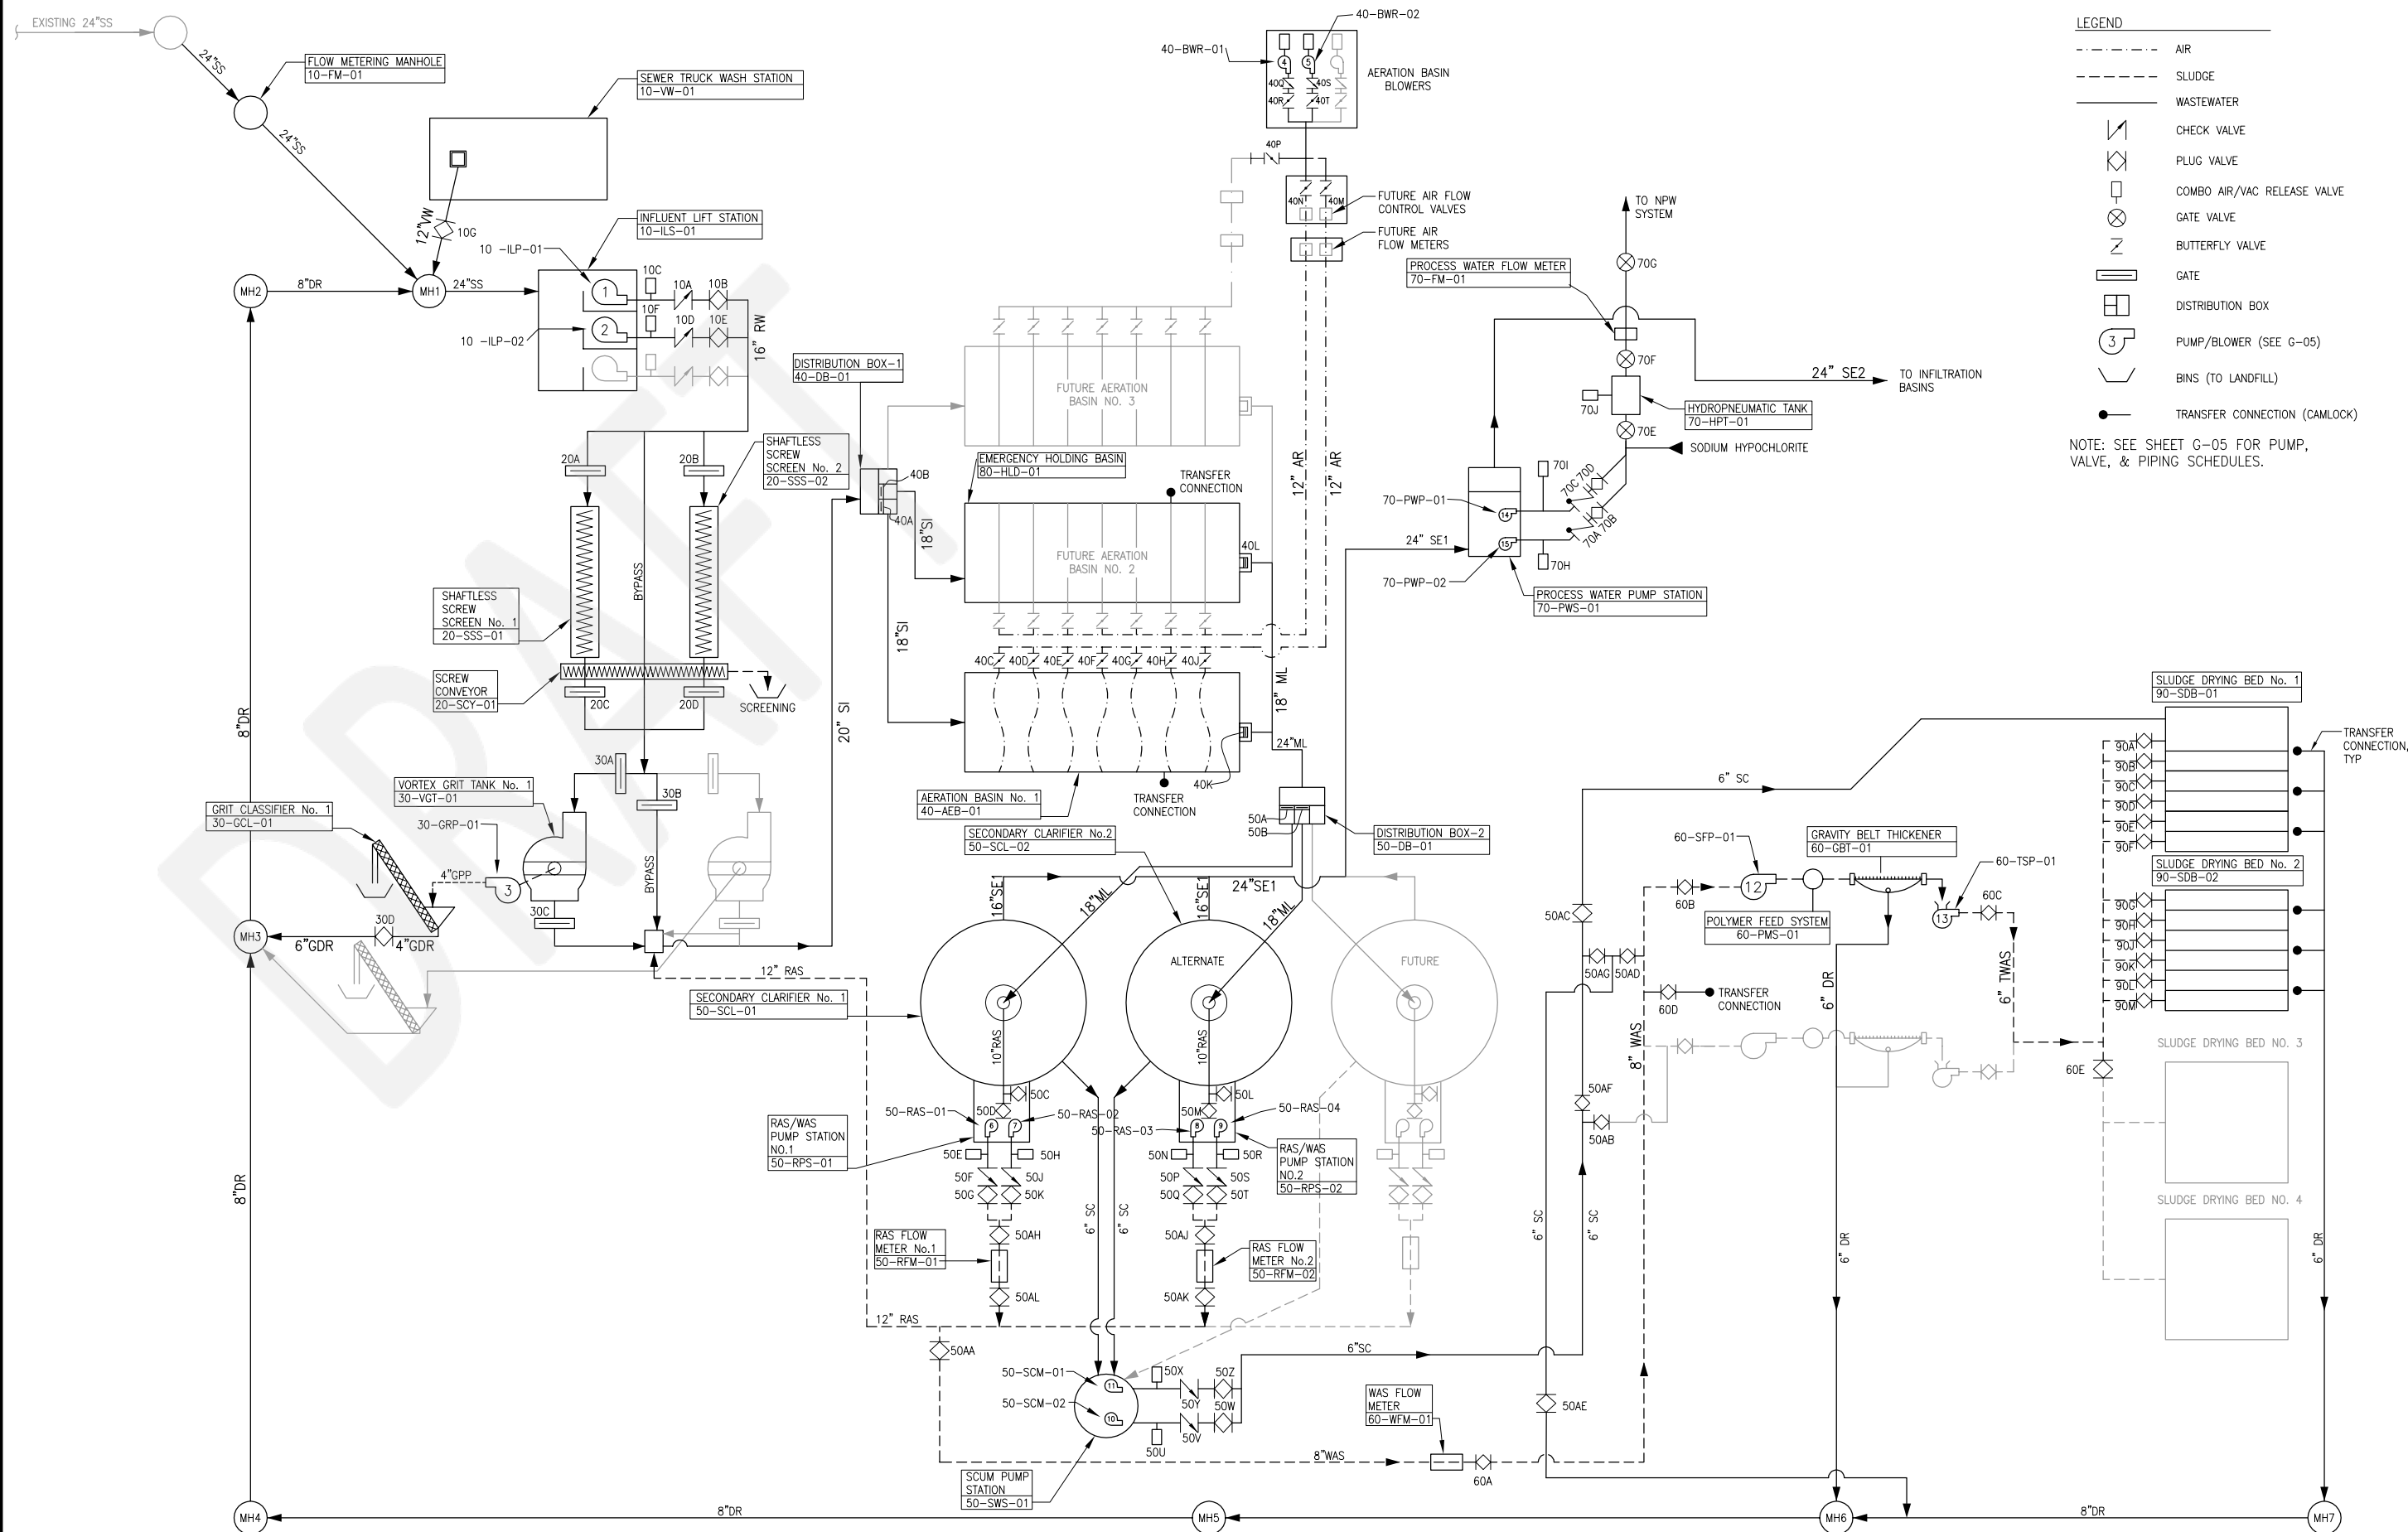 EXISTING 24"SS
24"SS
FLOW METERING MANHOLE
10-FM-01
24"SS
SEWER TRUCK WASH STATION
10-VW-01
12"VW
10G
INFLUENT LIFT STATION
10-ILS-01
10 -ILP-01
10 -ILP-02
MH2
8"DR
MH1
24"SS
1
2
10C
10A
10B
10F
10D
10E
16" RW
20A
20B
SHAFTLESS
SCREW
SCREEN No. 2
20-SSS-02
BYPASS
SHAFTLESS
SCREW
SCREEN No. 1
20-SSS-01
SCREW
CONVEYOR
20-SCY-01
20C
20D
SCREENING
8"DR
20" SI
30A
30B
VORTEX GRIT TANK No. 1
30-VGT-01
GRIT CLASSIFIER No. 1
30-GCL-01
30-GRP-01
4"GPP
3
BYPASS
30C
30D
MH3
6"GDR
4"GDR
12" RAS
8"DR
MH4
8"DR
MH5
MH6
8"DR
MH7
40-BWR-02
40-BWR-01
4
5
40Q
40S
40R
40T
AERATION BASIN
BLOWERS
40P
40N
40M
FUTURE AIR FLOW
CONTROL VALVES
FUTURE AIR
FLOW METERS
DISTRIBUTION BOX-1
40-DB-01
40B
40A
18"SI
18"SI
FUTURE AERATION
BASIN NO. 3
EMERGENCY HOLDING BASIN
80-HLD-01
TRANSFER
CONNECTION
FUTURE AERATION
BASIN NO. 2
40L
12" AR
12" AR
40C
40D
40E
40F
40G
40H
40J
18" ML
24"ML
40K
AERATION BASIN No. 1
40-AEB-01
TRANSFER
CONNECTION
50A
50B
DISTRIBUTION BOX-2
50-DB-01
SECONDARY CLARIFIER No.2
50-SCL-02
24"SE1
16"SE1
18"ML
16"SE1
18"ML
ALTERNATE
FUTURE
SECONDARY CLARIFIER No. 1
50-SCL-01
10"RAS
10"RAS
50C
50D
50L
50M
50-RAS-01
50-RAS-02
50-RAS-03
50-RAS-04
6
7
8
9
RAS/WAS
PUMP STATION
NO.1
50-RPS-01
RAS/WAS
PUMP STATION
NO.2
50-RPS-02
50E
50H
50N
50R
50F
50J
50P
50S
50G
50K
50Q
50T
50AH
50AJ
RAS FLOW
METER No.1
50-RFM-01
RAS FLOW
METER No.2
50-RFM-02
50AL
50AK
6" SC
6" SC
12" RAS
50AA
50-SCM-01
50-SCM-02
11
10
50X
50Z
50Y
50W
50V
50U
6"SC
SCUM PUMP
STATION
50-SWS-01
WAS FLOW
METER
60-WFM-01
8"WAS
60A
TO NPW
SYSTEM
70G
PROCESS WATER FLOW METER
70-FM-01
70F
24" SE2
TO INFILTRATION
BASINS
HYDROPNEUMATIC TANK
70-HPT-01
70J
70E
SODIUM HYPOCHLORITE
70I
70C
70D
70A
70B
70H
70-PWP-01
70-PWP-02
14
15
24" SE1
PROCESS WATER PUMP STATION
70-PWS-01
6" SC
60-SFP-01
GRAVITY BELT THICKENER
60-GBT-01
60-TSP-01
12
13
60B
60C
50AC
POLYMER FEED SYSTEM
60-PMS-01
50AG
50AD
60D
TRANSFER
CONNECTION
6" DR
6" TWAS
8" WAS
50AF
50AB
60E
6" SC
6" SC
50AE
6" DR
6" DR
SLUDGE DRYING BED No. 1
90-SDB-01
TRANSFER
CONNECTION,
TYP
90A
90B
90C
90D
90E
90F
SLUDGE DRYING BED No. 2
90-SDB-02
90G
90H
90J
90K
90L
90M
SLUDGE DRYING BED NO. 3
SLUDGE DRYING BED NO. 4
LEGEND
AIR
SLUDGE
WASTEWATER
CHECK VALVE
PLUG VALVE
COMBO AIR/VAC RELEASE VALVE
GATE VALVE
BUTTERFLY VALVE
GATE
DISTRIBUTION BOX
3
PUMP/BLOWER (SEE G-05)
BINS (TO LANDFILL)
TRANSFER CONNECTION (CAMLOCK)
NOTE: SEE SHEET G-05 FOR PUMP,
VALVE, & PIPING SCHEDULES.
DRAFT